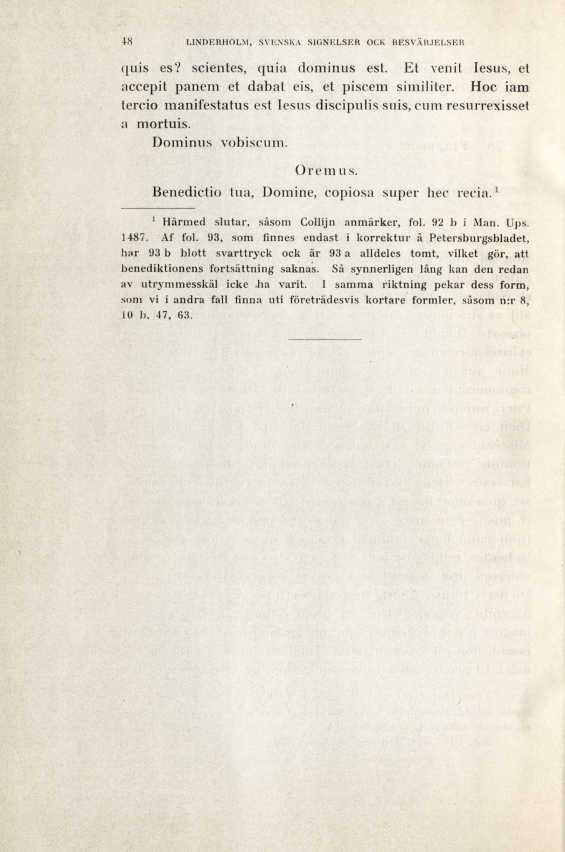 48 LINDERHOLM, SVENSKA SIGNELSER OCK BESVÄRJELSER
quis es? scientes, quia dominus est. Et venit Iesus, et
accepit panem et dabat eis, et piscem similiter. Hoc iam
tercio manifestatus est Iesus discipulis suis, cum resurrexisset
a mortuis.
Dominus vobiscum.
Oremus.
Benedictio tua, Domine, copiosa super hec recia.¹
¹ Härmed slutar, såsom Collijn anmärker, fol. 92 b i Man. Ups.
1487. Af fol. 93, som finnes endast i korrektur å Petersburgsbladet,
har 93 b blott svarttryck ock är 93 a alldeles tomt, vilket gör, att
benediktionens fortsättning saknas. Så synnerligen lång kan den redan
av utrymmesskäl icke ha varit. I samma riktning pekar dess form,
som vi i andra fall finna uti företrädesvis kortare formler, såsom n:r 8,
10 b, 47, 63.